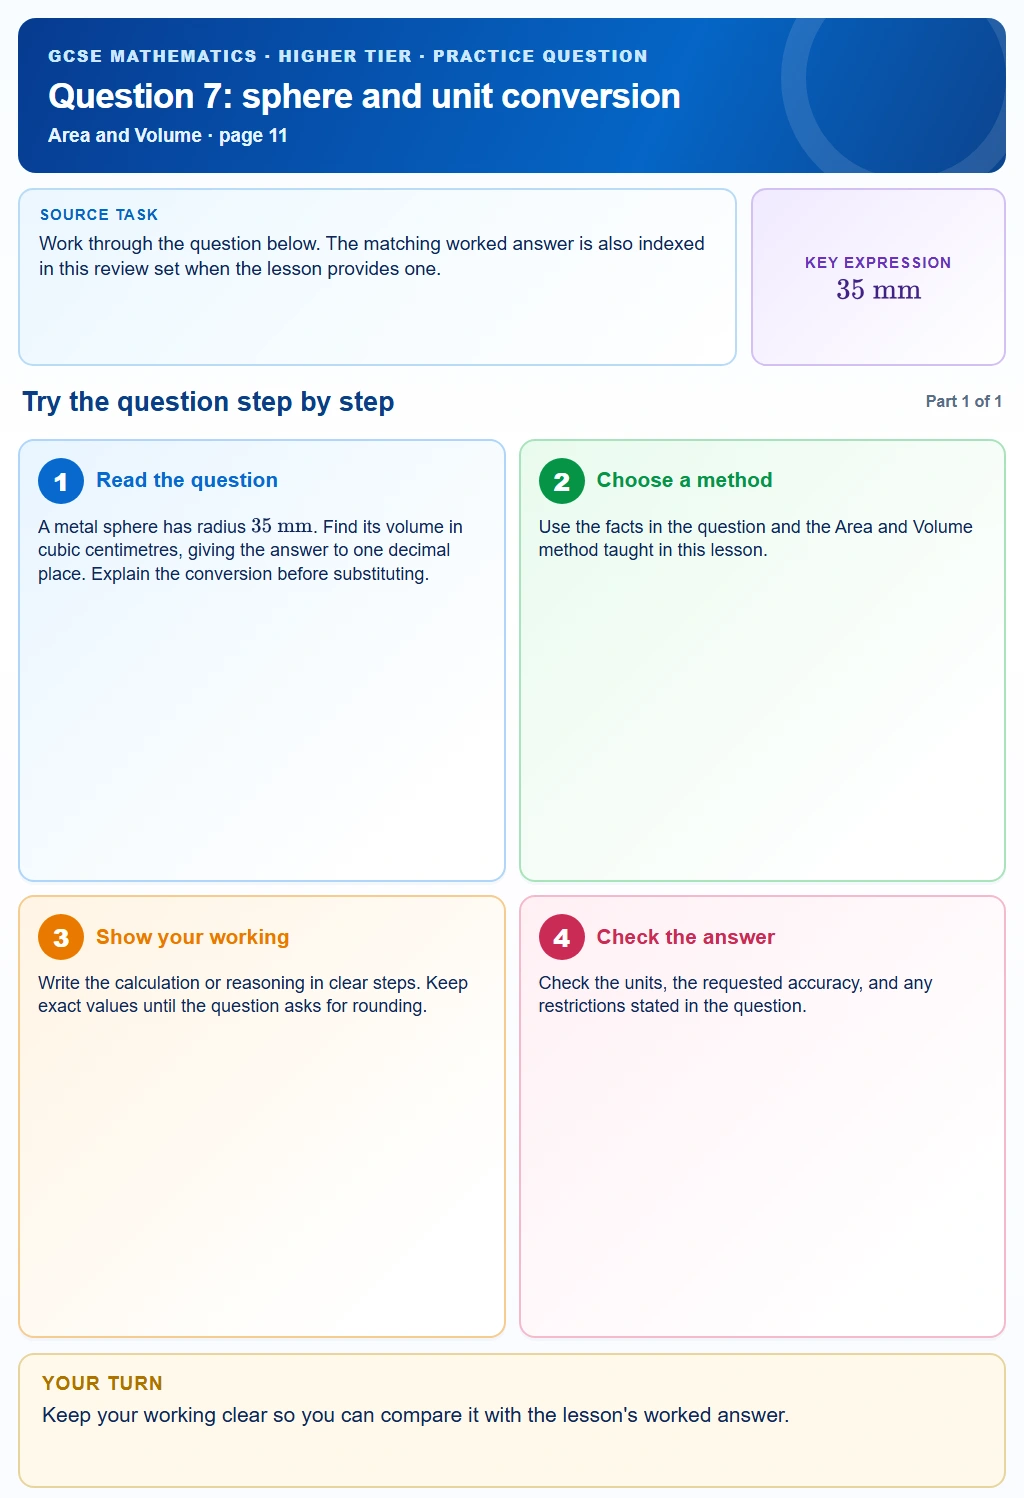 GCSE MATHEMATICS · HIGHER TIER · PRACTICE QUESTION
Question 7: sphere and unit conversion
Area and Volume · page 11
SOURCE TASK
Work through the question below. The matching worked answer is also indexed
in this review set when the lesson provides one.
KEY EXPRESSION
35 mm
Try the question step by step
Part 1 of 1
1 Read the question
A metal sphere has radius 35 mm. Find its volume in
cubic centimetres, giving the answer to one decimal
place. Explain the conversion before substituting.
2 Choose a method
Use the facts in the question and the Area and Volume
method taught in this lesson.
3 Show your working
Write the calculation or reasoning in clear steps. Keep
exact values until the question asks for rounding.
4 Check the answer
Check the units, the requested accuracy, and any
restrictions stated in the question.
YOUR TURN
Keep your working clear so you can compare it with the lesson's worked answer.